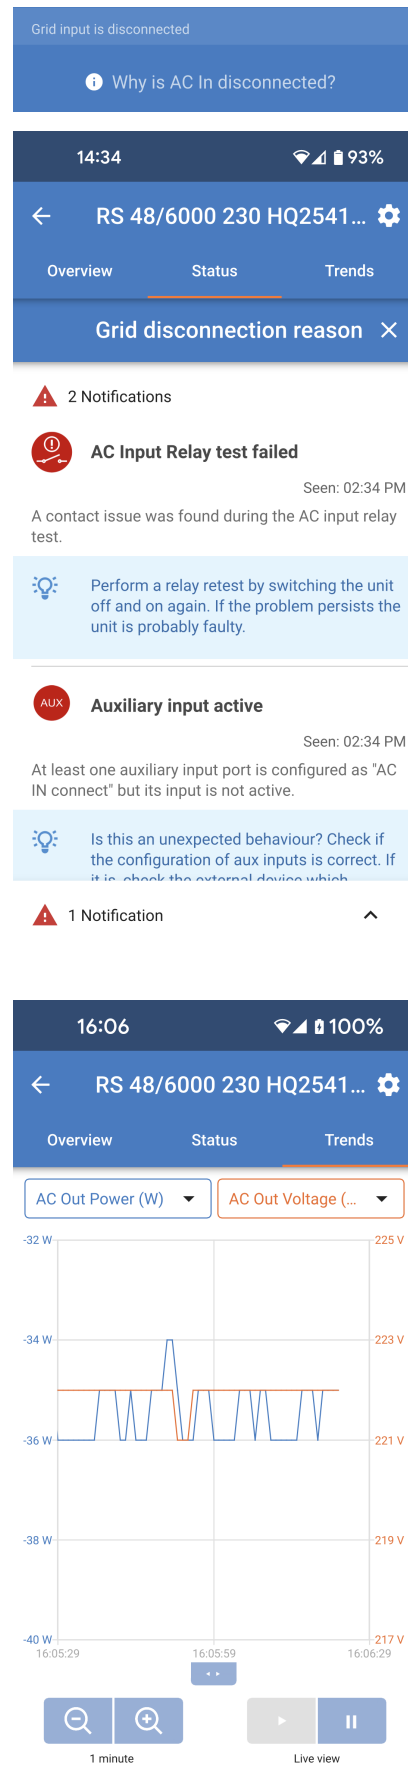 Grid input is disconnected
Why is AC In disconnected?
14:34 93%
RS 48/6000 230 HQ2541...
Overview Status Trends
Grid disconnection reason
2 Notifications
AC Input Relay test failed
Seen: 02:34 PM
A contact issue was found during the AC input relay
test.
Perform a relay retest by switching the unit
off and on again. If the problem persists the
unit is probably faulty.
AUX
Auxiliary input active
Seen: 02:34 PM
At least one auxiliary input port is configured as "AC
IN connect" but its input is not active.
Is this an unexpected behaviour? Check if
the configuration of aux inputs is correct. If
it is, check the external device which
1 Notification
16:06 100%
RS 48/6000 230 HQ2541...
Overview Status Trends
AC Out Power (W) AC Out Voltage (...
-32 W 225 V
-34 W 223 V
-36 W 221 V
-38 W 219 V
-40 W 217 V
16:05:29 16:05:59 16:06:29
1 minute Live view